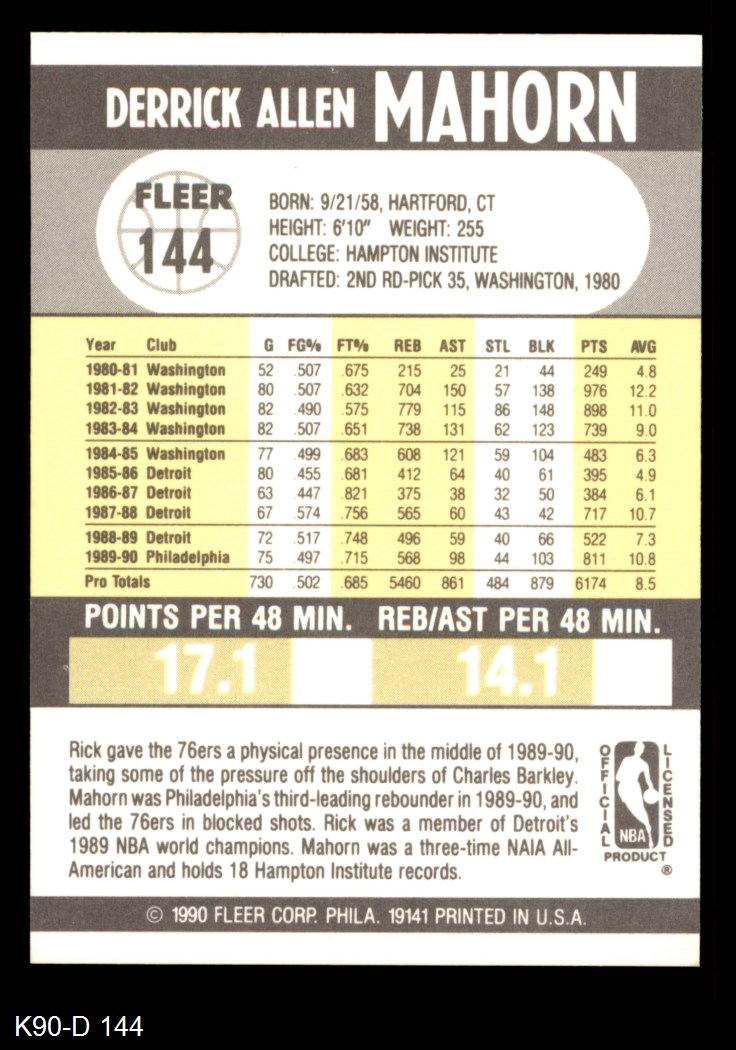 DERRICK ALLEN MAHORN
FLEER
144
BORN: 9/21/58, HARTFORD, CT
HEIGHT: 6'10" WEIGHT: 255
COLLEGE: HAMPTON INSTITUTE
DRAFTED: 2ND RD-PICK 35, WASHINGTON, 1980
Year Club G FG% FT% REB AST STL BLK PTS AVG
1980-81 Washington 52 .507 .675 215 25 21 44 249 4.8
1981-82 Washington 80 .507 .632 704 150 57 138 976 12.2
1982-83 Washington 82 .490 .575 779 115 86 148 898 11.0
1983-84 Washington 82 .507 .651 738 131 62 123 739 9.0
1984-85 Washington 77 .499 .683 608 121 59 104 483 6.3
1985-86 Detroit 80 .455 .681 412 64 40 61 395 4.9
1986-87 Detroit 63 .447 .821 375 38 32 50 384 6.1
1987-88 Detroit 67 .574 .756 565 60 43 42 717 10.7
1988-89 Detroit 72 .517 .748 496 59 40 66 522 7.3
1989-90 Philadelphia 75 .497 .715 568 98 44 103 811 10.8
Pro Totals 730 .502 .685 5460 861 484 879 6174 8.5
POINTS PER 48 MIN. REB/AST PER 48 MIN.
17.1 14.1
Rick gave the 76ers a physical presence in the middle of 1989-90,
taking some of the pressure off the shoulders of Charles Barkley.
Mahorn was Philadelphia's third-leading rebounder in 1989-90, and
led the 76ers in blocked shots. Rick was a member of Detroit's
1989 NBA world champions. Mahorn was a three-time NAIA All-
American and holds 18 Hampton Institute records.
OFFICIAL
LICENSED
NBA
PRODUCT
®
© 1990 FLEER CORP. PHILA. 19141 PRINTED IN U.S.A.
K90-D 144